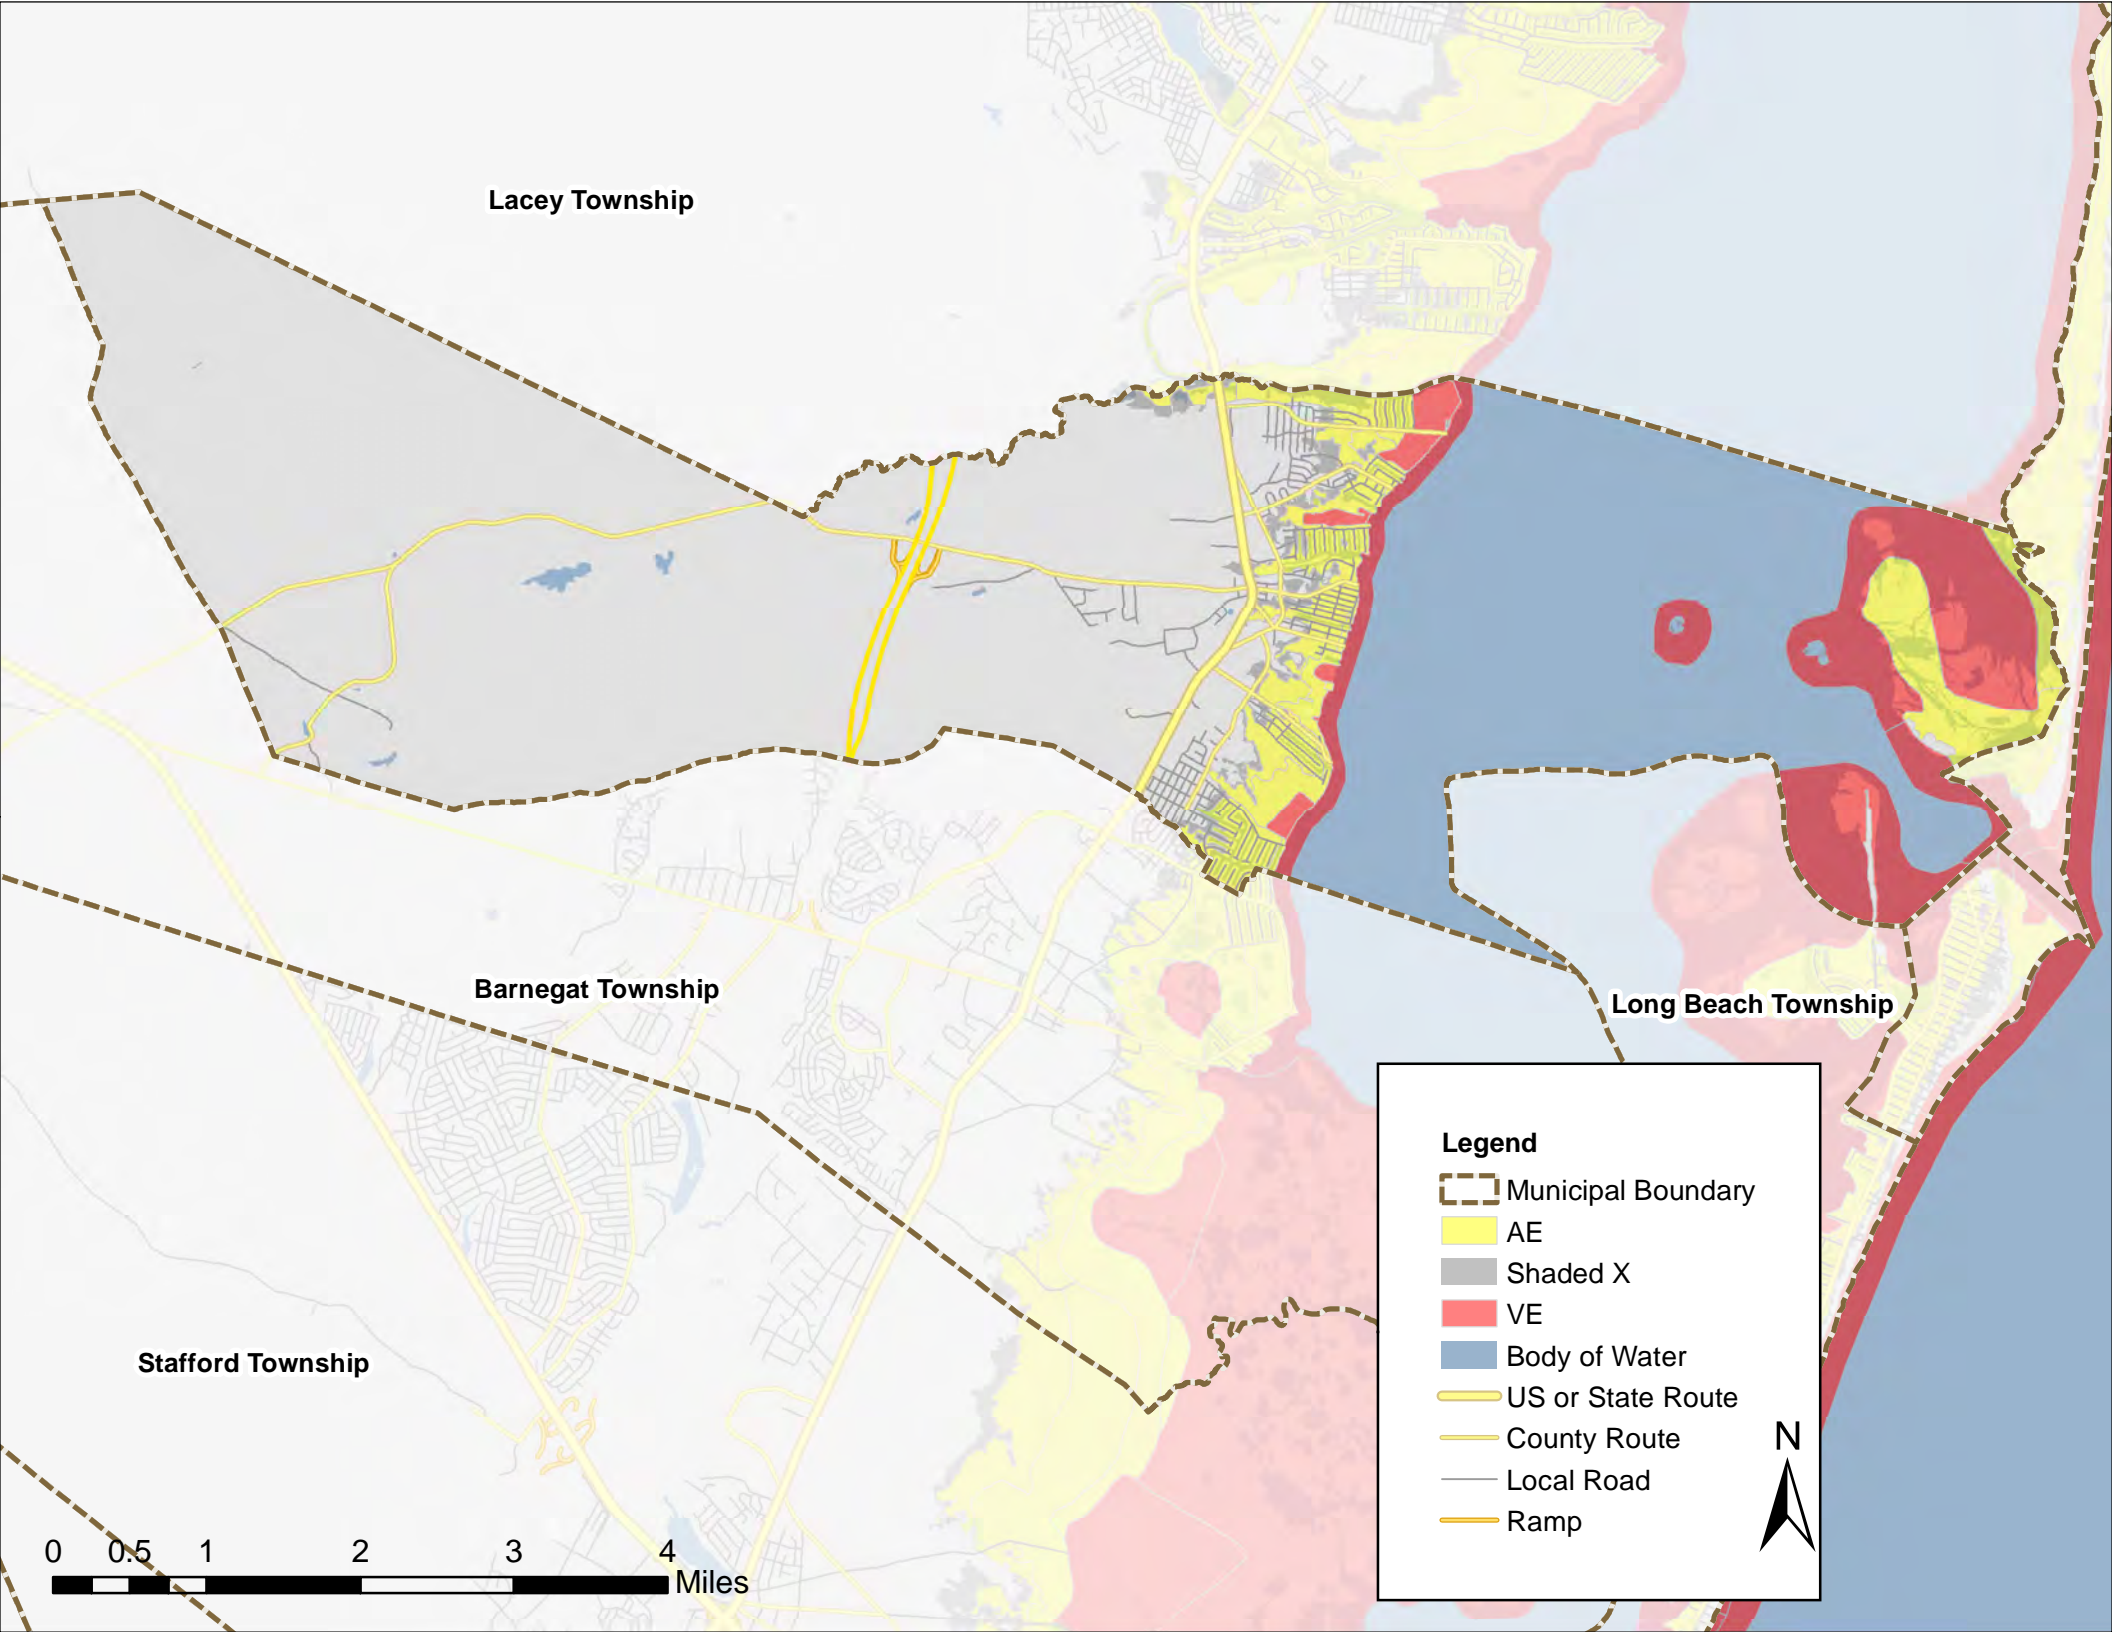 Lacey Township
Barnegat Township
Long Beach Township
Stafford Township
Legend
Municipal Boundary
AE
Shaded X
VE
Body of Water
US or State Route
County Route
Local Road
Ramp
N
0 0.5 1 2 3 4
Miles